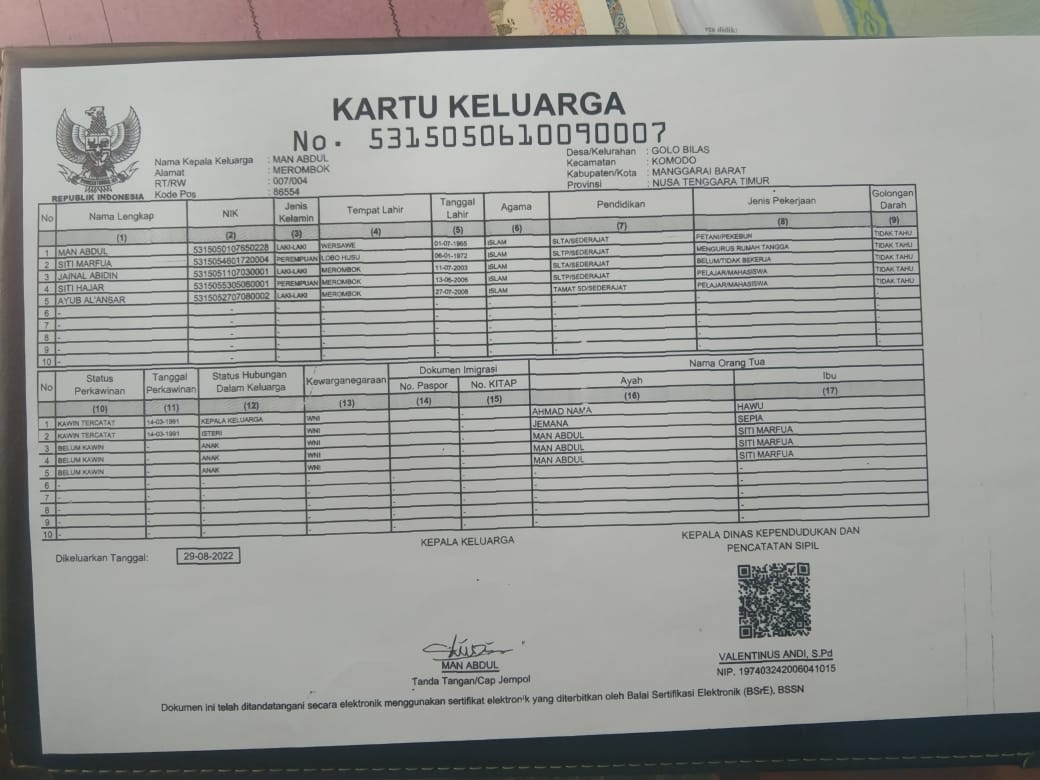 yga didik:
KARTU KELUARGA
No. 5315050610090007
REPUBLIK INDONESIA
Nama Kepala Keluarga : MAN ABDUL
Alamat : MEROMBOK
RT/RW : 007/004
Kode Pos : 86554
Desa/Kelurahan : GOLO BILAS
Kecamatan : KOMODO
Kabupaten/Kota : MANGGARAI BARAT
Provinsi : NUSA TENGGARA TIMUR
No Nama Lengkap NIK Jenis Kelamin Tempat Lahir Tanggal Lahir Agama Pendidikan Jenis Pekerjaan Golongan Darah
(1) (2) (3) (4) (5) (6) (7) (8) (9)
1 MAN ABDUL 5315050107650228 LAKI-LAKI WERSAWE 01-07-1965 ISLAM SLTA/SEDERAJAT PETANI/PEKEBUN TIDAK TAHU
2 SITI MARFUA 5315054601720004 PEREMPUAN LOBO HUSU 06-01-1972 ISLAM SLTP/SEDERAJAT MENGURUS RUMAH TANGGA TIDAK TAHU
3 JAINAL ABIDIN 5315051107030001 LAKI-LAKI MEROMBOK 11-07-2003 ISLAM SLTA/SEDERAJAT BELUM/TIDAK BEKERJA TIDAK TAHU
4 SITI HAJAR 5315055305060001 PEREMPUAN MEROMBOK 13-05-2006 ISLAM SLTP/SEDERAJAT PELAJAR/MAHASISWA TIDAK TAHU
5 AYUB AL'ANSAR 5315052707080002 LAKI-LAKI MEROMBOK 27-07-2008 ISLAM TAMAT SD/SEDERAJAT PELAJAR/MAHASISWA TIDAK TAHU
6 - - - - - - - - -
7 - - - - - - - - -
8 - - - - - - - - -
9 - - - - - - - - -
10 - - - - - - - - -
No Status Perkawinan Tanggal Perkawinan Status Hubungan Dalam Keluarga Kewarganegaraan Dokumen Imigrasi No. Paspor No. KITAP Nama Orang Tua Ayah Ibu
(10) (11) (12) (13) (14) (15) (16) (17)
1 KAWIN TERCATAT 14-03-1991 KEPALA KELUARGA WNI - - AHMAD NAMA HAWU
2 KAWIN TERCATAT 14-03-1991 ISTERI WNI - - JEMANA SEPIA
3 BELUM KAWIN - ANAK WNI - - MAN ABDUL SITI MARFUA
4 BELUM KAWIN - ANAK WNI - - MAN ABDUL SITI MARFUA
5 BELUM KAWIN - ANAK WNI - - MAN ABDUL SITI MARFUA
6 - - - - - - - -
7 - - - - - - - -
8 - - - - - - - -
9 - - - - - - - -
10 - - - - - - - -
Dikeluarkan Tanggal: 29-08-2022
KEPALA KELUARGA
MAN ABDUL
Tanda Tangan/Cap Jempol
KEPALA DINAS KEPENDUDUKAN DAN
PENCATATAN SIPIL
VALENTINUS ANDI, S.Pd
NIP. 197403242006041015
Dokumen ini telah ditandatangani secara elektronik menggunakan sertifikat elektronik yang diterbitkan oleh Balai Sertifikasi Elektronik (BSrE), BSSN